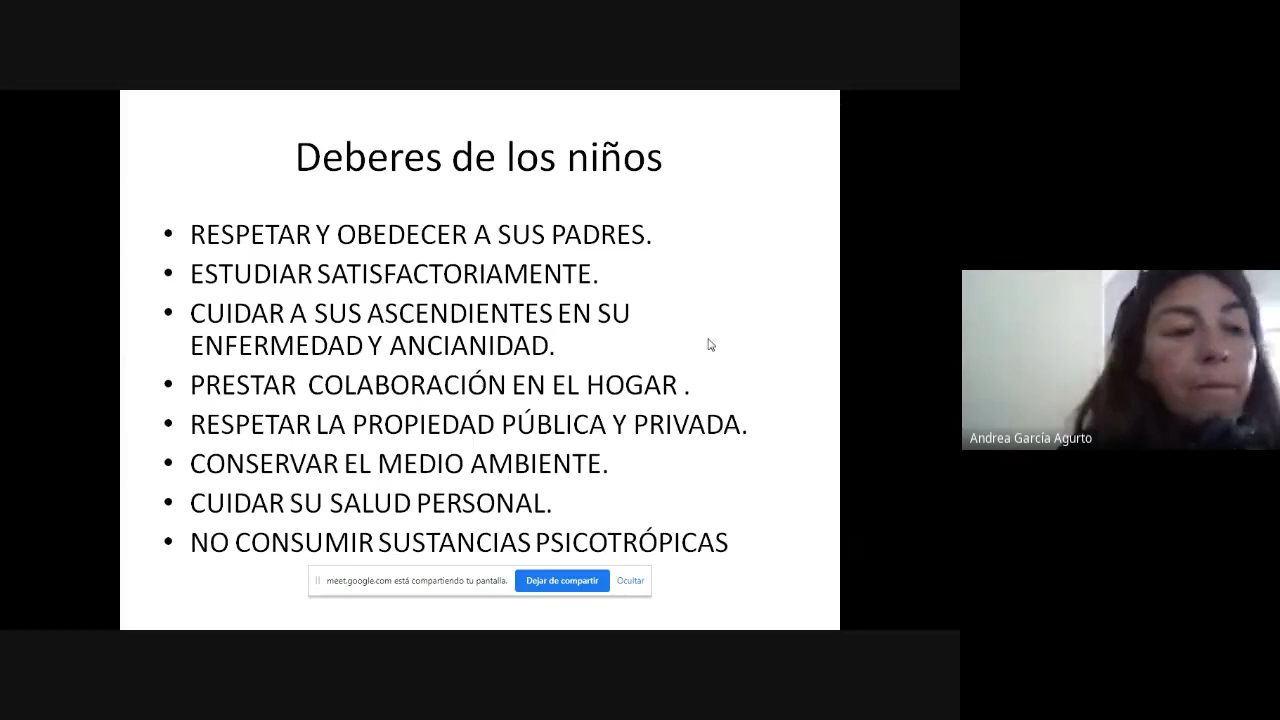 Deberes de los niños
• RESPETAR Y OBEDECER A SUS PADRES.
• ESTUDIAR SATISFACTORIAMENTE.
• CUIDAR A SUS ASCENDIENTES EN SU
ENFERMEDAD Y ANCIANIDAD.
• PRESTAR COLABORACIÓN EN EL HOGAR .
• RESPETAR LA PROPIEDAD PÚBLICA Y PRIVADA.
• CONSERVAR EL MEDIO AMBIENTE.
• CUIDAR SU SALUD PERSONAL.
• NO CONSUMIR SUSTANCIAS PSICOTRÓPICAS
meet.google.com está compartiendo tu pantalla. Dejar de compartir Ocultar
Andrea García Agurto